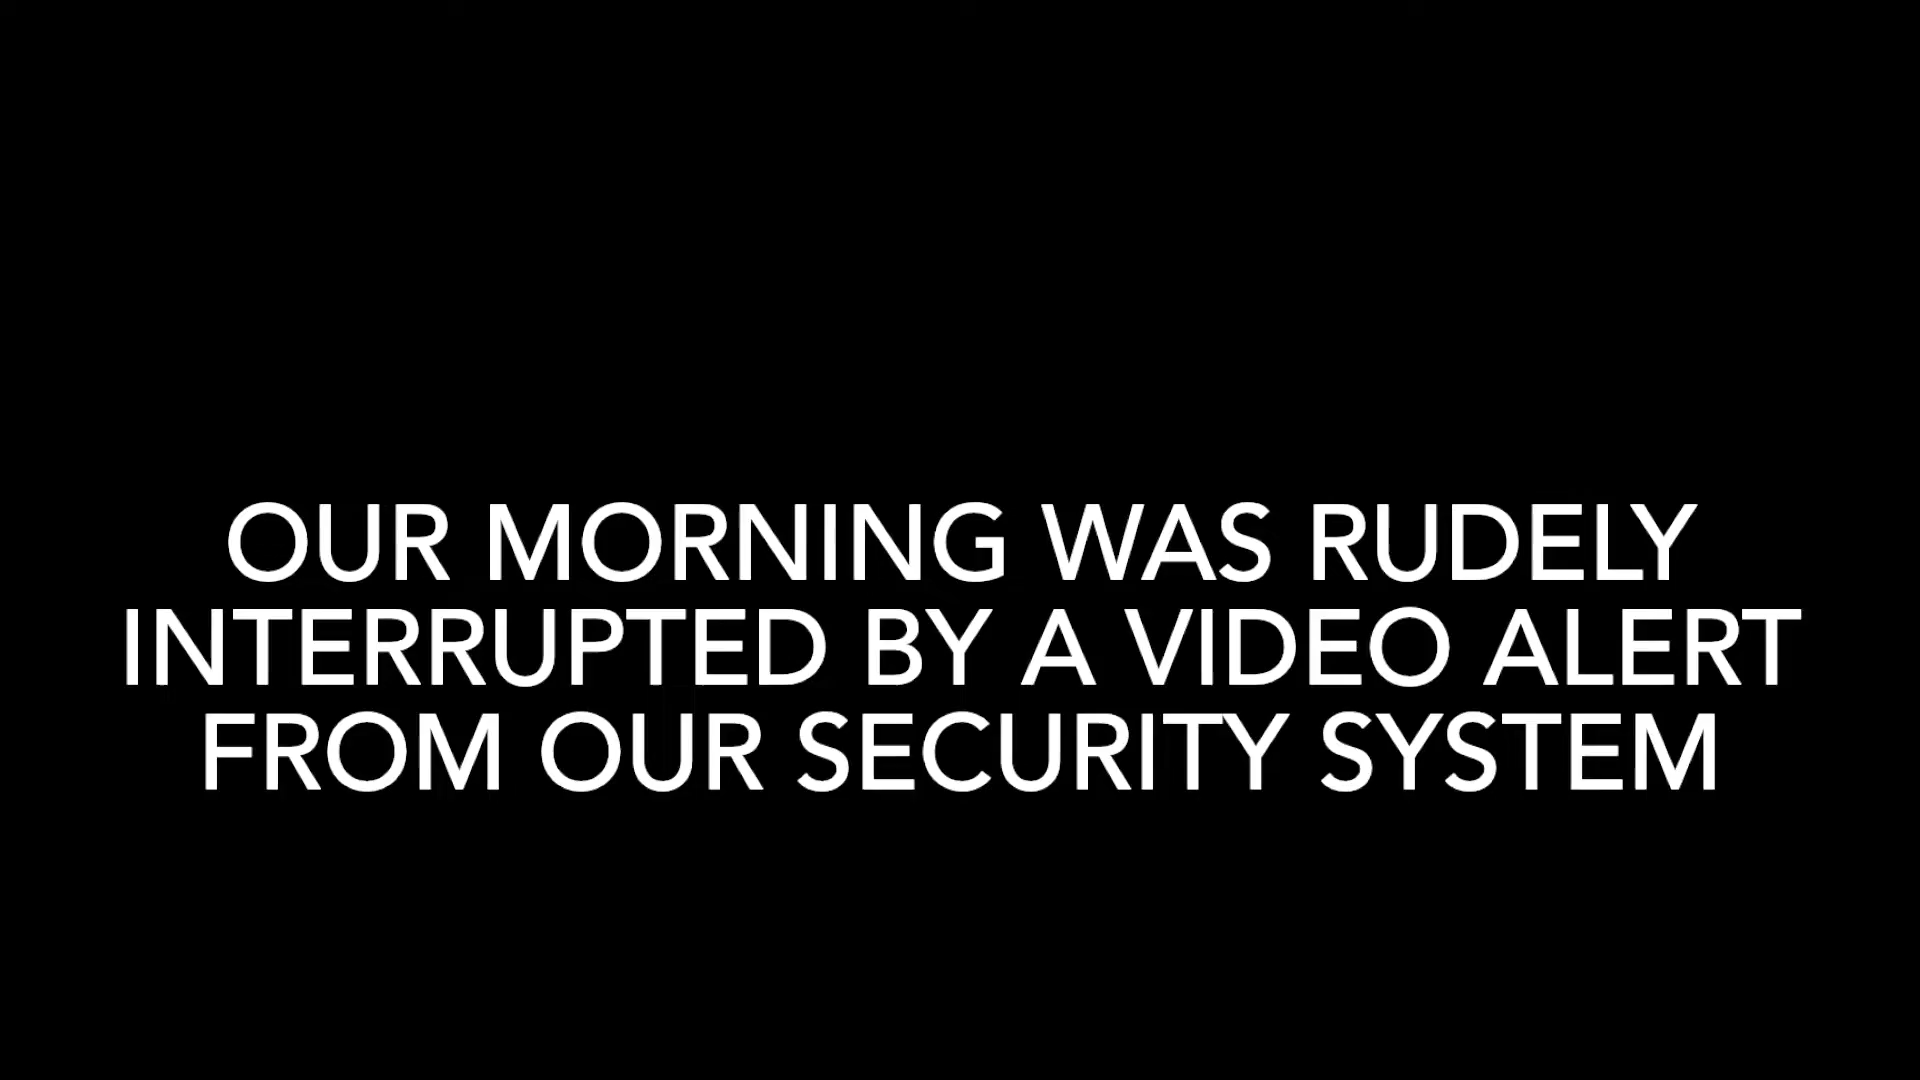 OUR MORNING WAS RUDELY
INTERRUPTED BY A VIDEO ALERT
FROM OUR SECURITY SYSTEM